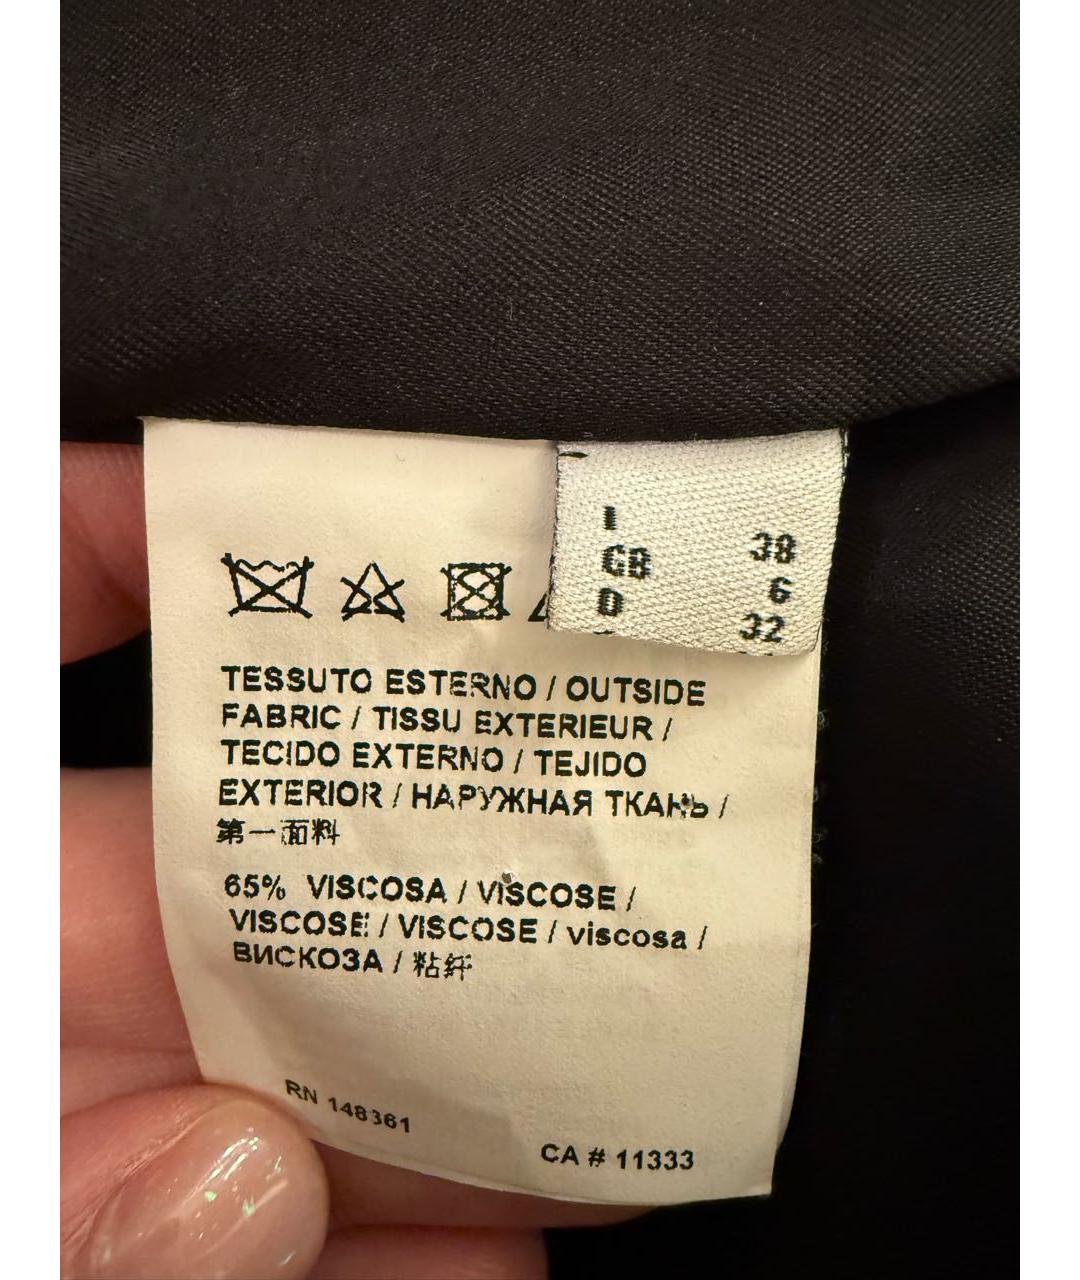 I 38
GB 6
D 32
TESSUTO ESTERNO / OUTSIDE
FABRIC / TISSU EXTERIEUR /
TECIDO EXTERNO / TEJIDO
EXTERIOR / НАРУЖНАЯ ТКАНЬ /
第一面料
65% VISCOSA / VISCOSE /
VISCOSE / VISCOSE / viscosa /
ВИСКОЗА / 粘纤
RN 148361
CA # 11333